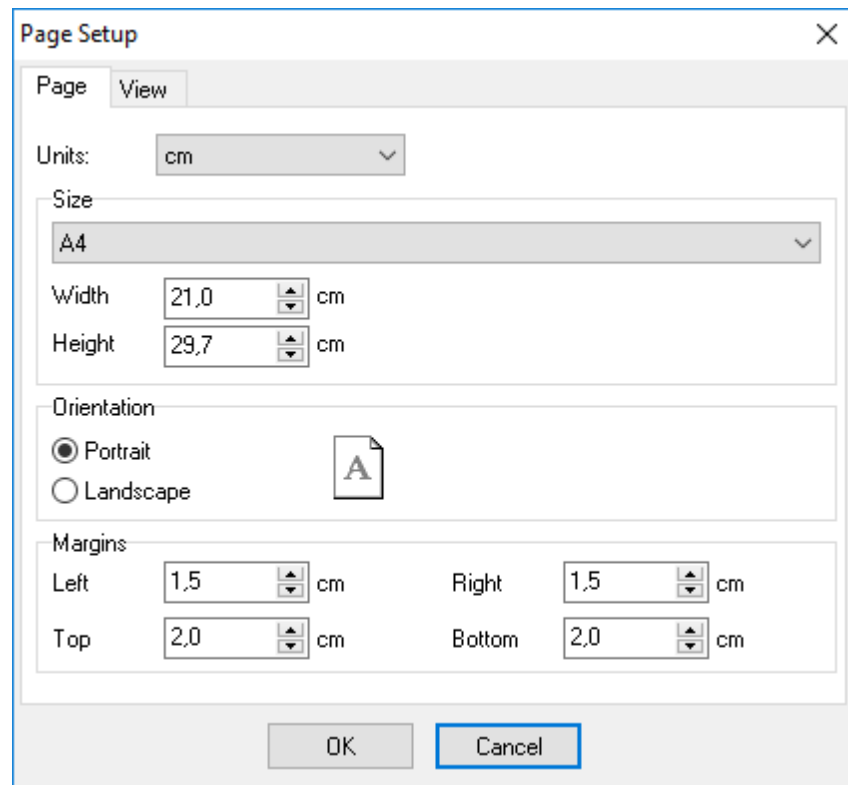 Page Setup
Page View
Units: cm
Size
A4
Width 21,0 cm
Height 29,7 cm
Orientation
Portrait
A
Landscape
Margins
Left 1,5 cm Right 1,5 cm
Top 2,0 cm Bottom 2,0 cm
OK Cancel